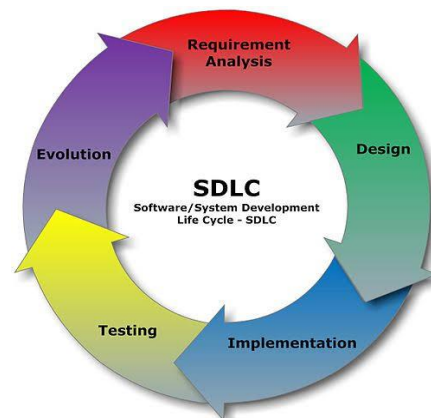 Requirement
Analysis
Design
Evolution
SDLC
Software/System Development
Life Cycle - SDLC
Testing
Implementation